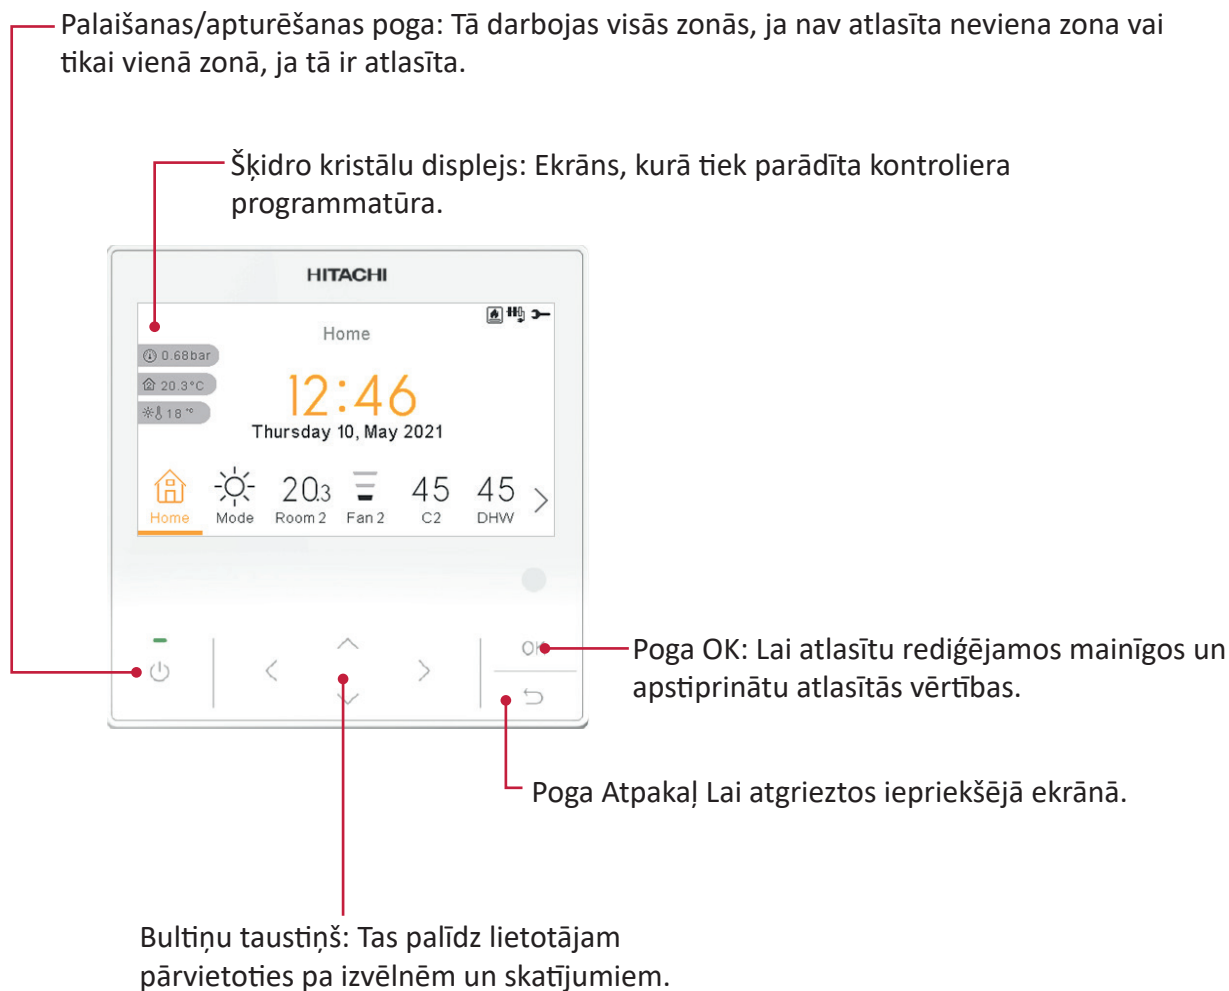 Palaišanas/apturēšanas poga: Tā darbojas visās zonās, ja nav atlasīta neviena zona vai
tikai vienā zonā, ja tā ir atlasīta.
Šķidro kristālu displejs: Ekrāns, kurā tiek parādīta kontroliera
programmatūra.
HITACHI
Home
0.68bar
20.3°C
18°C
12:46
Thursday 10, May 2021
20.3 45 45
Home Mode Room 2 Fan 2 C2 DHW
OK
Poga OK: Lai atlasītu rediģējamos mainīgos un
apstiprinātu atlasītās vērtības.
Poga Atpakaļ Lai atgrieztos iepriekšējā ekrānā.
Bultiņu taustiņš: Tas palīdz lietotājam
pārvietoties pa izvēlnēm un skatījumiem.